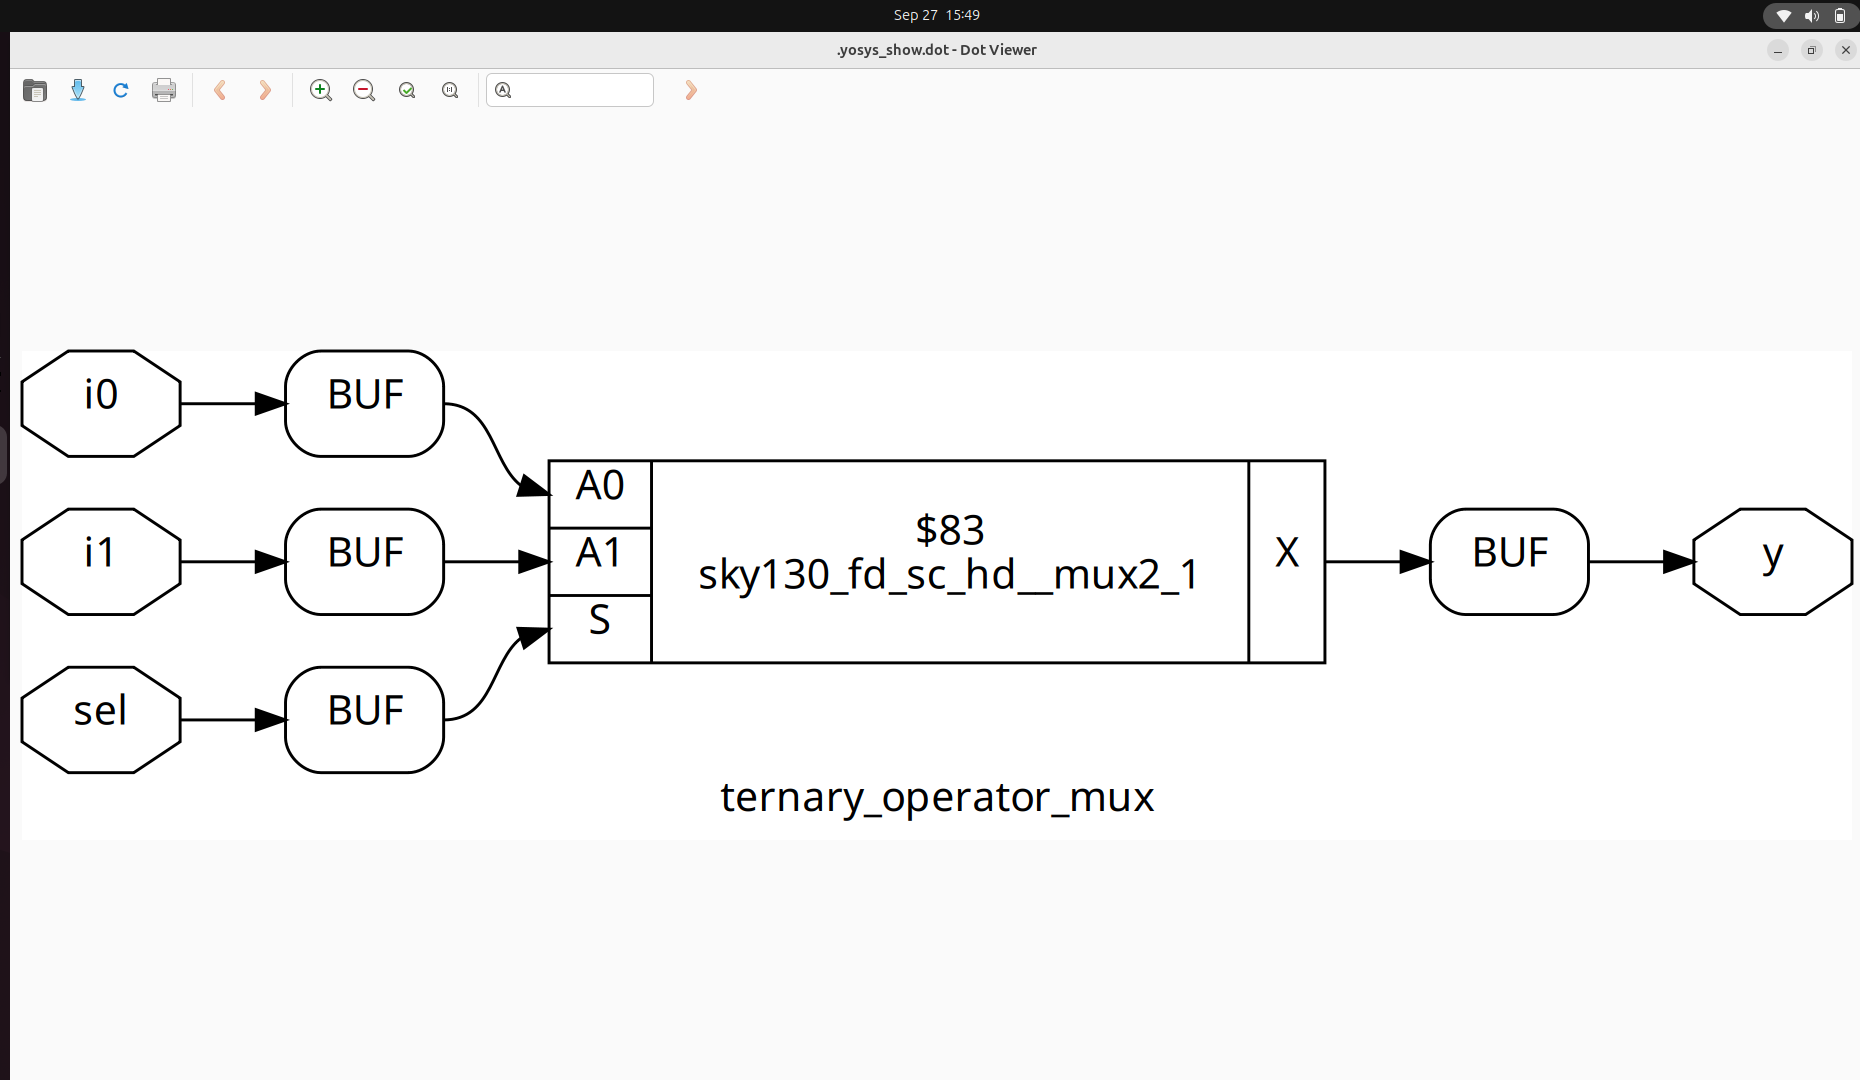 Sep 27 15:49
.yosys_show.dot - Dot Viewer
i0
BUF
A0
i1
BUF
A1
S
sel
BUF
$83
sky130_fd_sc_hd__mux2_1
X
BUF
y
ternary_operator_mux